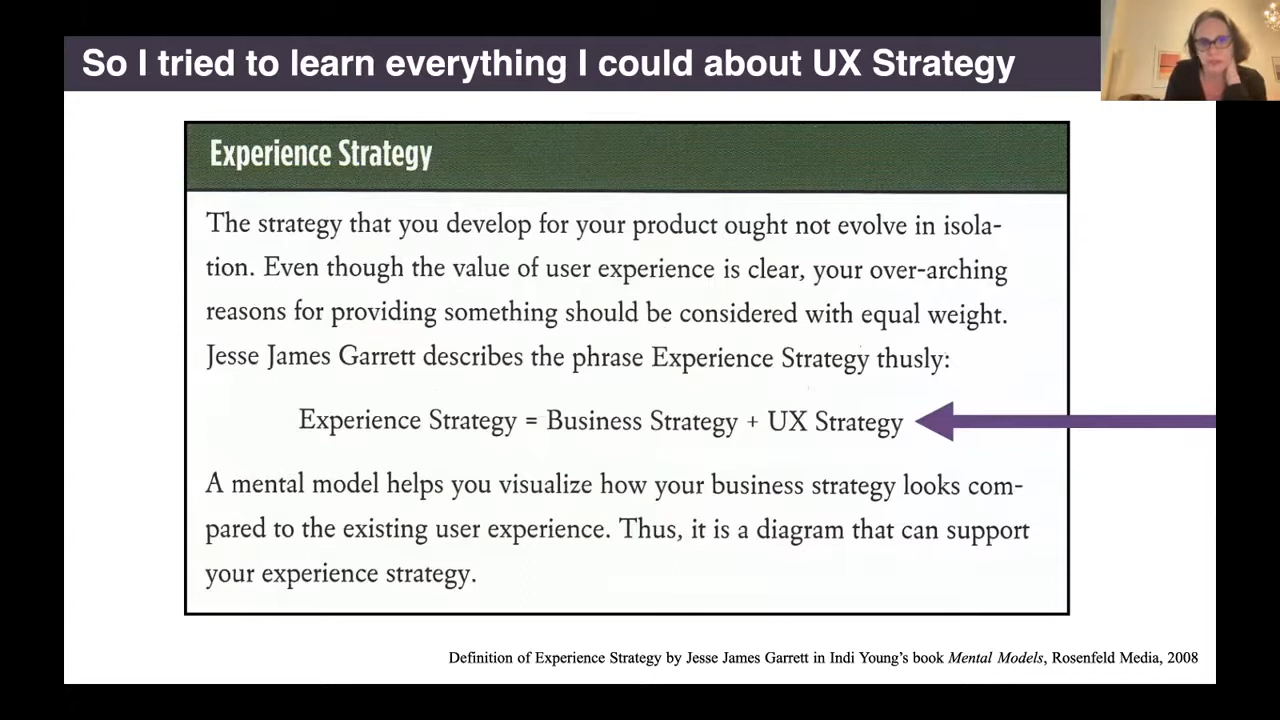 So I tried to learn everything I could about UX Strategy
Experience Strategy
The strategy that you develop for your product ought not evolve in isola-
tion. Even though the value of user experience is clear, your over-arching
reasons for providing something should be considered with equal weight.
Jesse James Garrett describes the phrase Experience Strategy thusly:
Experience Strategy = Business Strategy + UX Strategy
A mental model helps you visualize how your business strategy looks com-
pared to the existing user experience. Thus, it is a diagram that can support
your experience strategy.
Definition of Experience Strategy by Jesse James Garrett in Indi Young's book Mental Models, Rosenfeld Media, 2008